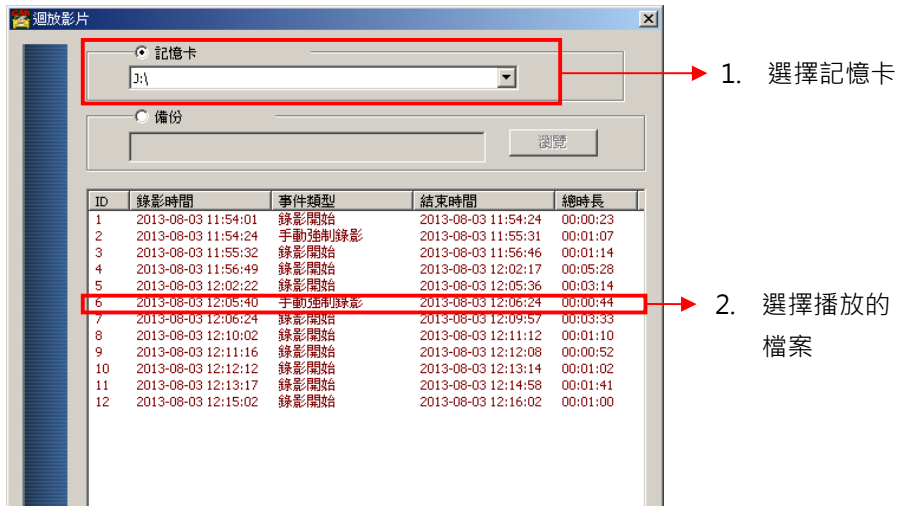 迴放影片
記憶卡
J:\
1. 選擇記憶卡
備份
瀏覽
ID 錄影時間 事件類型 結束時間 總時長
1 2013-08-03 11:54:01 錄影開始 2013-08-03 11:54:24 00:00:23
2 2013-08-03 11:54:24 手動強制錄影 2013-08-03 11:55:31 00:01:07
3 2013-08-03 11:55:32 錄影開始 2013-08-03 11:56:46 00:01:14
4 2013-08-03 11:56:49 錄影開始 2013-08-03 12:02:17 00:05:28
5 2013-08-03 12:02:22 錄影開始 2013-08-03 12:05:36 00:03:14
6 2013-08-03 12:05:40 手動強制錄影 2013-08-03 12:06:24 00:00:44
7 2013-08-03 12:06:24 錄影開始 2013-08-03 12:09:57 00:03:33
8 2013-08-03 12:10:02 錄影開始 2013-08-03 12:11:12 00:01:10
9 2013-08-03 12:11:16 錄影開始 2013-08-03 12:12:08 00:00:52
10 2013-08-03 12:12:12 錄影開始 2013-08-03 12:13:14 00:01:02
11 2013-08-03 12:13:17 錄影開始 2013-08-03 12:14:58 00:01:41
12 2013-08-03 12:15:02 錄影開始 2013-08-03 12:16:02 00:01:00
2. 選擇播放的
檔案